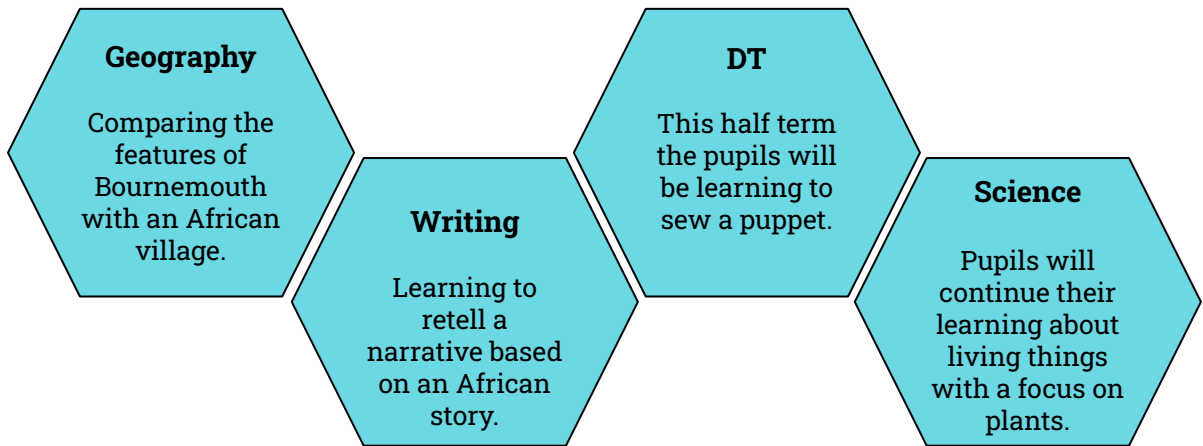 Geography
Comparing the
features of
Bournemouth
with an African
village.
Writing
Learning to
retell a
narrative based
on an African
story.
DT
This half term
the pupils will
be learning to
sew a puppet.
Science
Pupils will
continue their
learning about
living things
with a focus on
plants.